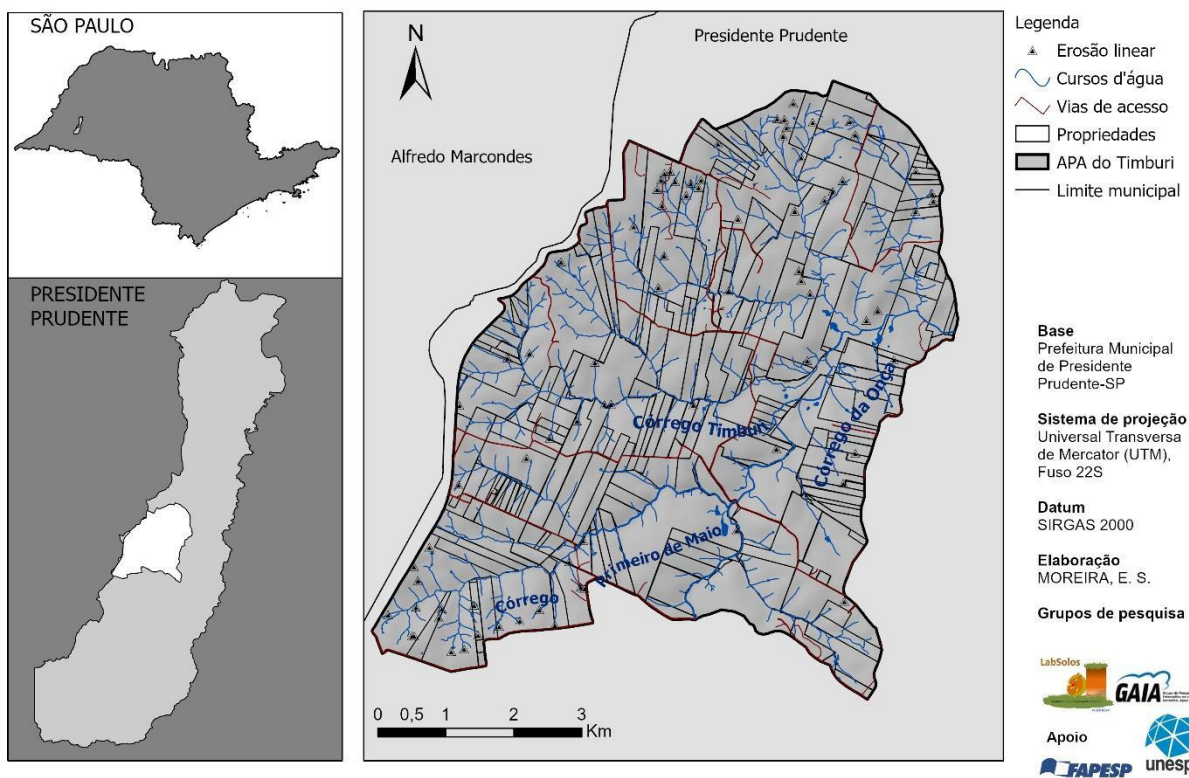 SÃO PAULO
PRESIDENTE
PRUDENTE
N
Presidente Prudente
Alfredo Marcondes
Córrego Timburi
Córrego da Onça
Córrego Primeiro de Maio
0 0,5 1 2 3
Km
Legenda
Erosão linear
Cursos d'água
Vias de acesso
Propriedades
APA do Timburi
Limite municipal
Base
Prefeitura Municipal
de Presidente
Prudente-SP
Sistema de projeção
Universal Transversa
de Mercator (UTM),
Fuso 22S
Datum
SIRGAS 2000
Elaboração
MOREIRA, E. S.
Grupos de pesquisa
LabSolos
GAIA
Apoio
FAPESP
unesp